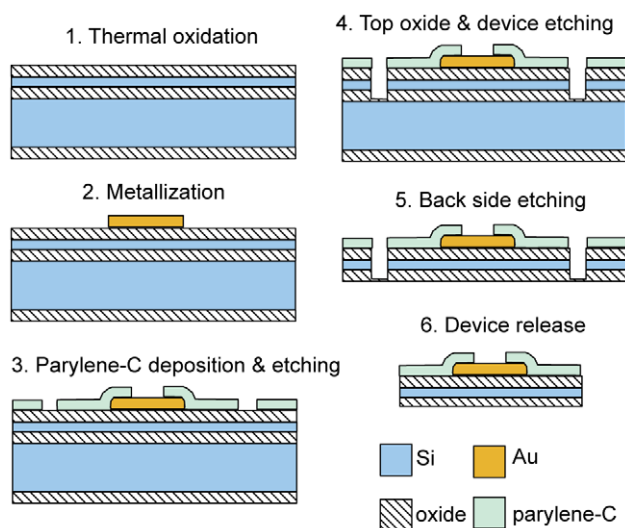 1. Thermal oxidation
2. Metallization
3. Parylene-C deposition & etching
4. Top oxide & device etching
5. Back side etching
6. Device release
Si
Au
oxide
parylene-C